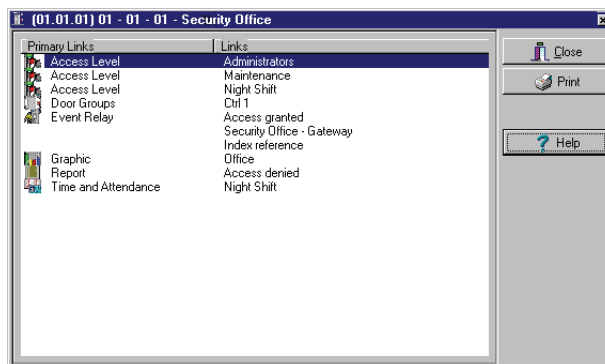 (01.01.01) 01 - 01 - 01 - Security Office
Primary Links Links
Access Level Administrators
Access Level Maintenance
Access Level Night Shift
Door Groups Ctrl 1
Event Relay Access granted
Security Office - Gateway
Index reference
Graphic Office
Report Access denied
Time and Attendance Night Shift
Close
Print
Help